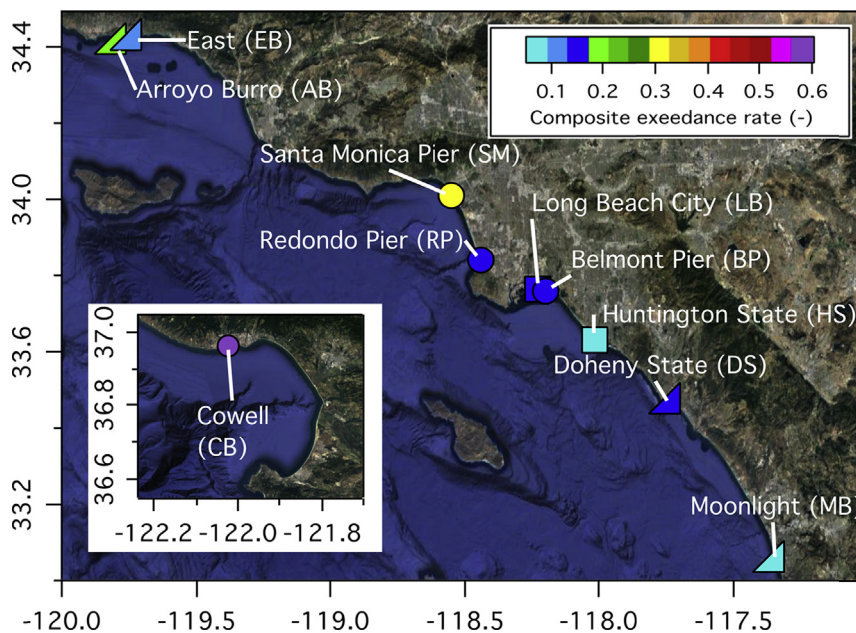 34.4
34.0
33.6
33.2
-120.0
-119.5
-119.0
-118.5
-118.0
-117.5
East (EB)
Arroyo Burro (AB)
Santa Monica Pier (SM)
Long Beach City (LB)
Redondo Pier (RP)
Belmont Pier (BP)
Huntington State (HS)
Doheny State (DS)
Moonlight (MB)
0.1 0.2 0.3 0.4 0.5 0.6
Composite exeedance rate (-)
37.0
36.8
36.6
Cowell
(CB)
-122.2 -122.0 -121.8